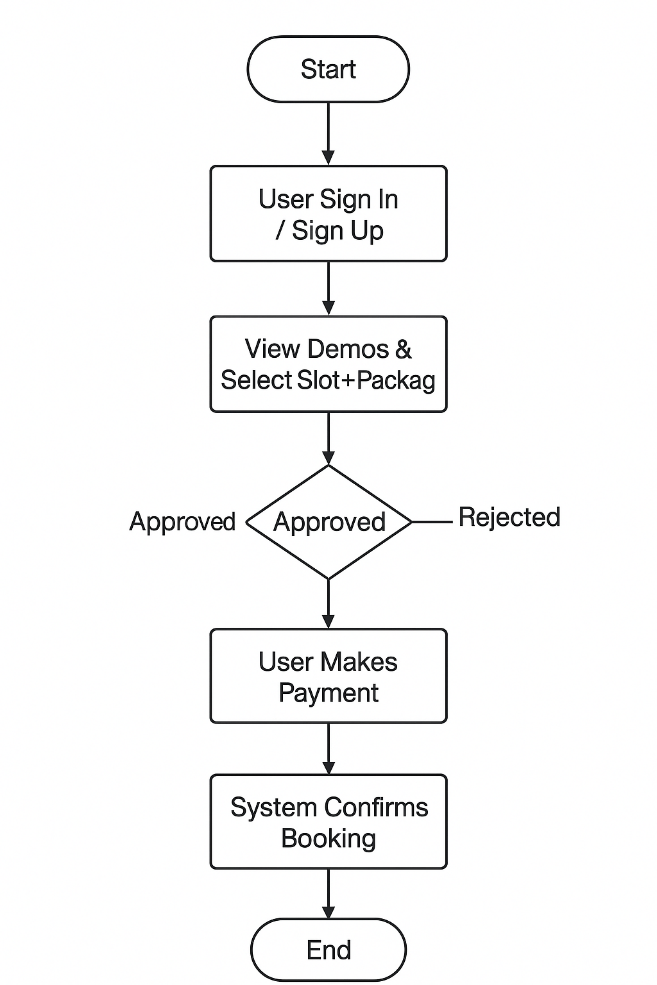 Start
User Sign In
/ Sign Up
View Demos &
Select Slot+Packag
Approved
Approved
Rejected
User Makes
Payment
System Confirms
Booking
End